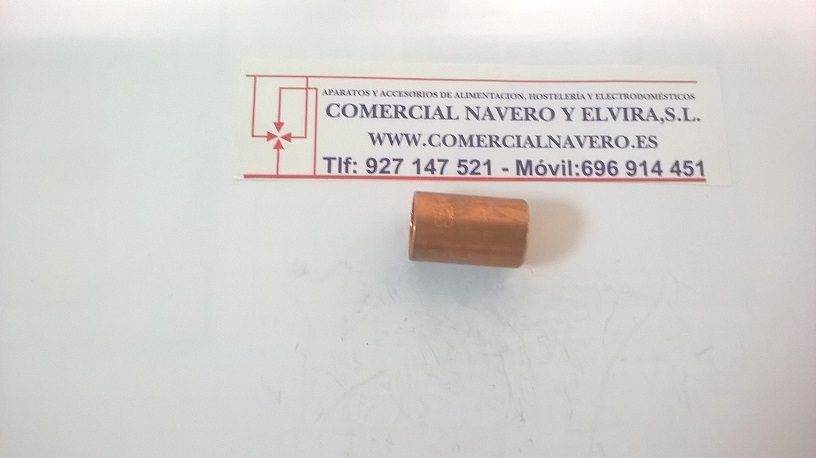 APARATOS Y ACCESORIOS DE ALIMENTACION, HOSTELERÍA Y ELECTRODOMÉSTICOS
COMERCIAL NAVERO Y ELVIRA,S.L.
WWW.COMERCIALNAVERO.ES
Tlf: 927 147 521 - Móvil:696 914 451